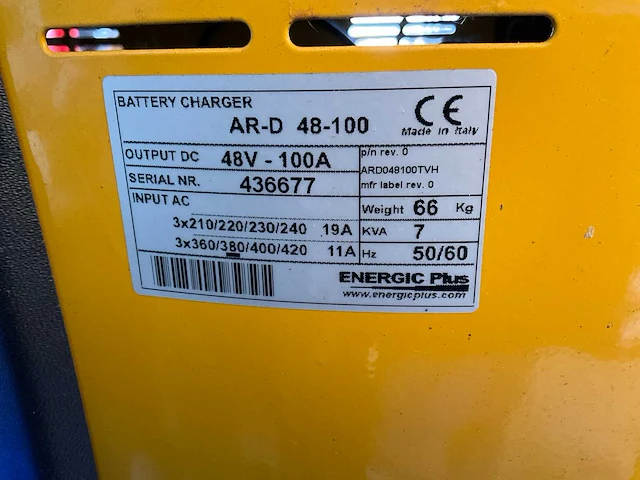 BATTERY CHARGER
AR-D 48-100
CE
Made in Italy
OUTPUT DC 48V - 100A
p/n rev. 0
ARD048100TVH
SERIAL NR. 436677
mfr label rev. 0
INPUT AC
Weight 66 Kg
3x210/220/230/240 19A
KVA 7
3x360/380/400/420 11A
Hz 50/60
ENERGIC Plus
www.energicplus.com